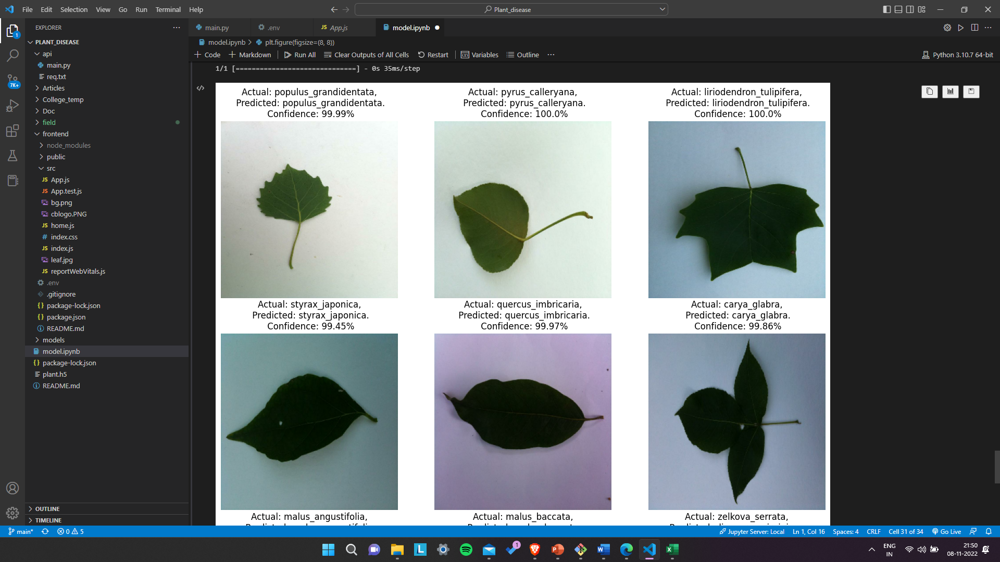 File Edit Selection View Go Run Terminal Help
Plant_disease
EXPLORER
PLANT_DISEASE
api
main.py
req.txt
Articles
College_temp
Doc
field
frontend
node_modules
public
src
JS App.js
JS App.test.js
bg.png
cblogo.PNG
JS home.js
# index.css
JS index.js
leaf.jpg
JS reportWebVitals.js
.env
.gitignore
{} package-lock.json
{} package.json
README.md
models
model.ipynb
{} package-lock.json
plant.h5
README.md
OUTLINE
TIMELINE
1
7K+
main.py .env JS App.js model.ipynb
model.ipynb > plt.figure(figsize=(8, 8))
+ Code + Markdown Run All Clear Outputs of All Cells Restart Variables Outline ... Python 3.10.7 64-bit
1/1 [==============================] - 0s 35ms/step
Actual: populus_grandidentata,
Predicted: populus_grandidentata.
Confidence: 99.99%
Actual: pyrus_calleryana,
Predicted: pyrus_calleryana.
Confidence: 100.0%
Actual: liriodendron_tulipifera,
Predicted: liriodendron_tulipifera.
Confidence: 100.0%
Actual: styrax_japonica,
Predicted: styrax_japonica.
Confidence: 99.45%
Actual: quercus_imbricaria,
Predicted: quercus_imbricaria.
Confidence: 99.97%
Actual: carya_glabra,
Predicted: carya_glabra.
Confidence: 99.86%
Actual: malus_angustifolia,
Actual: malus_baccata,
Actual: zelkova_serrata,
main* 0 5 Jupyter Server: Local Ln 1, Col 16 Spaces: 4 CRLF Cell 31 of 34 Go Live
1
ENG
IN
21:50
08-11-2022